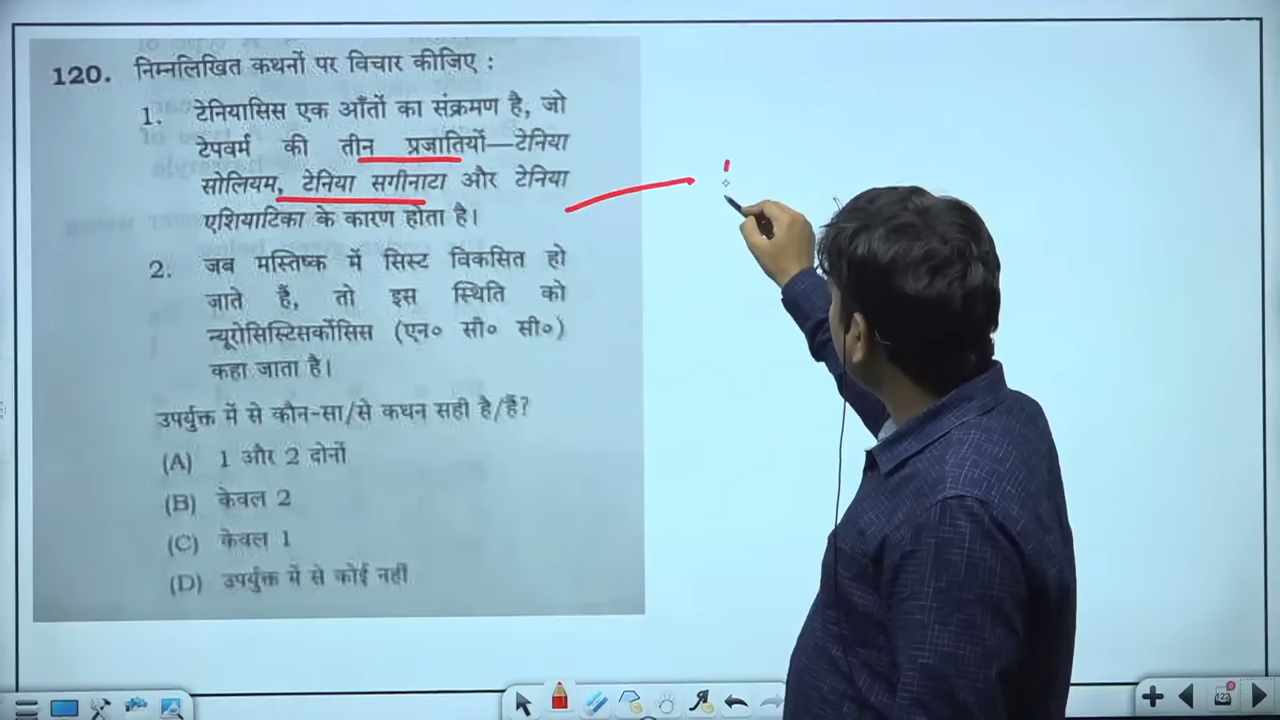 120. निम्नलिखित कथनों पर विचार कीजिए :
1. टेनियासिस एक आँतों का संक्रमण है, जो
टेपवर्म की तीन प्रजातियों—टेनिया
सोलियम, टेनिया सगीनाटा और टेनिया
एशियाटिका के कारण होता है।
2. जब मस्तिष्क में सिस्ट विकसित हो
जाते हैं, तो इस स्थिति को
न्यूरोसिस्टिसर्कोसिस (एन० सी० सी०)
कहा जाता है।
उपर्युक्त में से कौन-सा/से कथन सही है/हैं?
(A) 1 और 2 दोनों
(B) केवल 2
(C) केवल 1
(D) उपर्युक्त में से कोई नहीं
122